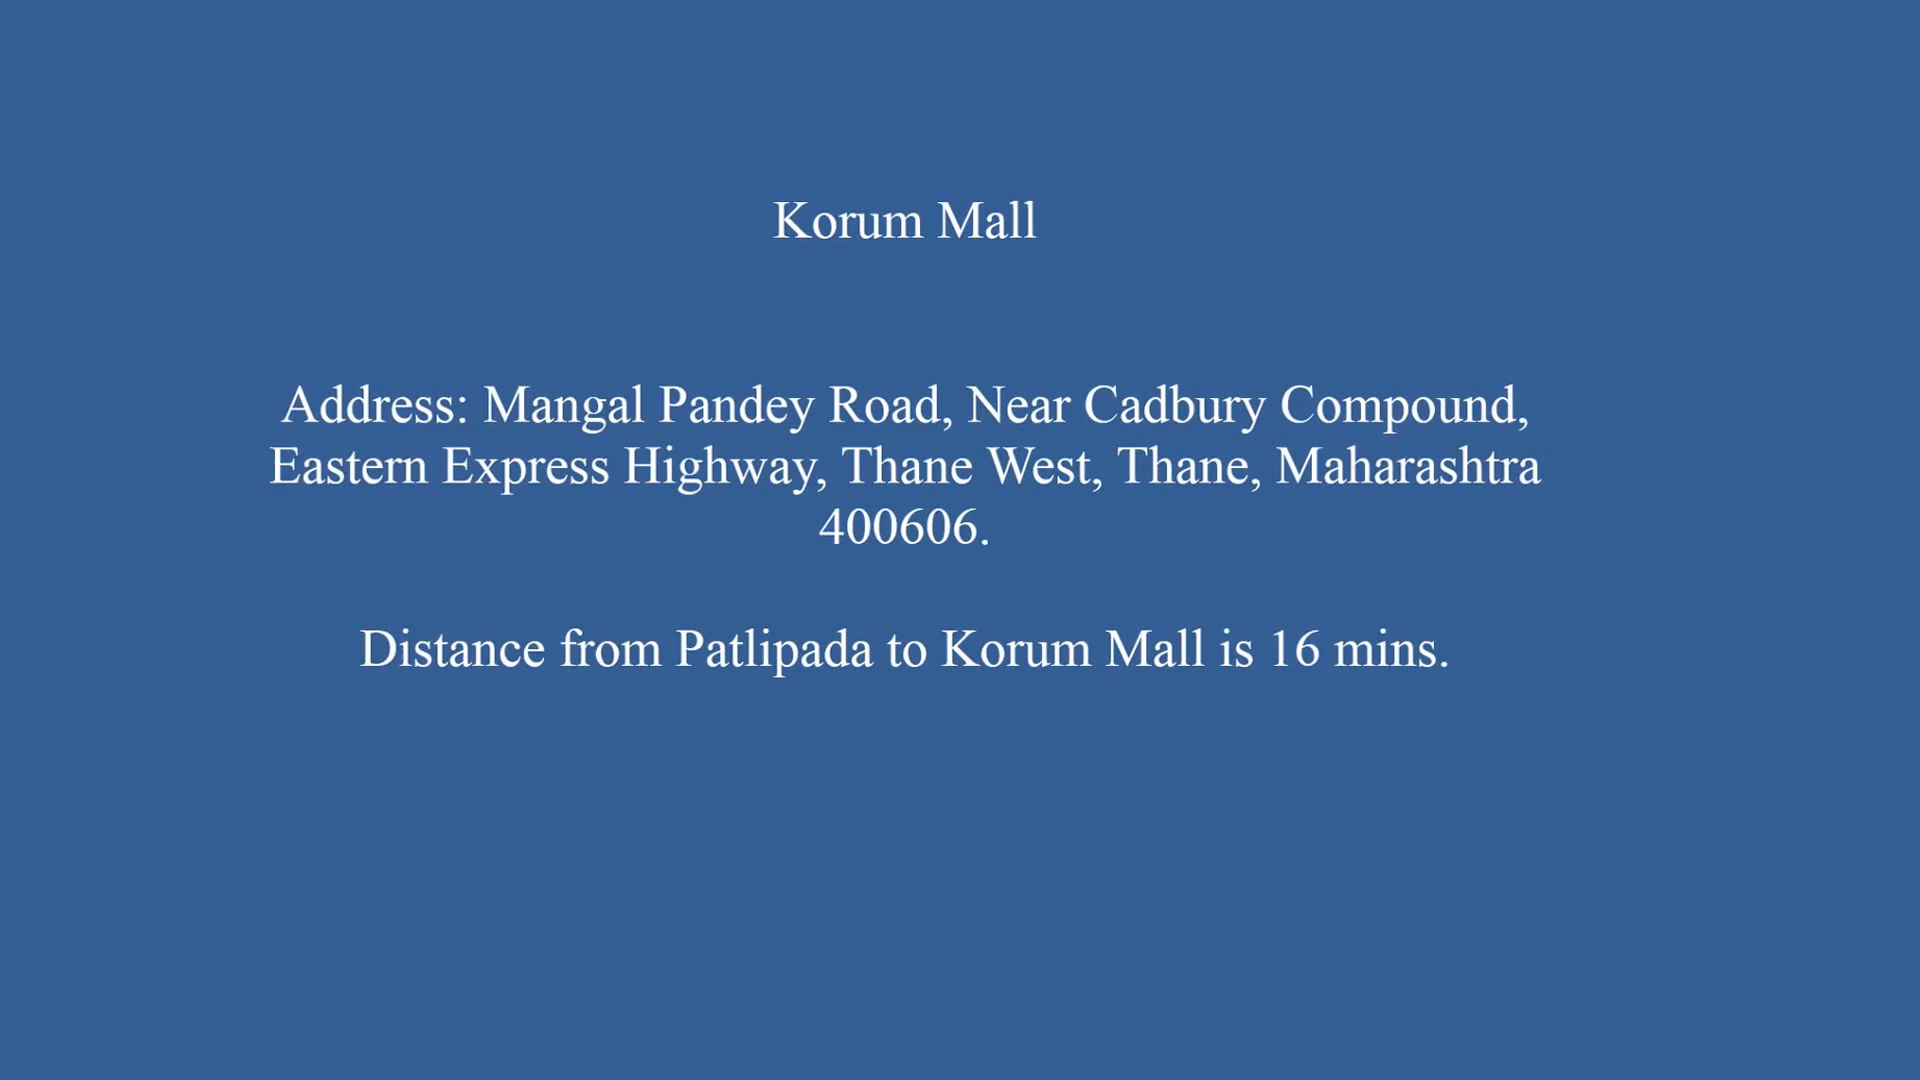 Korum Mall
Address: Mangal Pandey Road, Near Cadbury Compound,
Eastern Express Highway, Thane West, Thane, Maharashtra
400606.
Distance from Patlipada to Korum Mall is 16 mins.